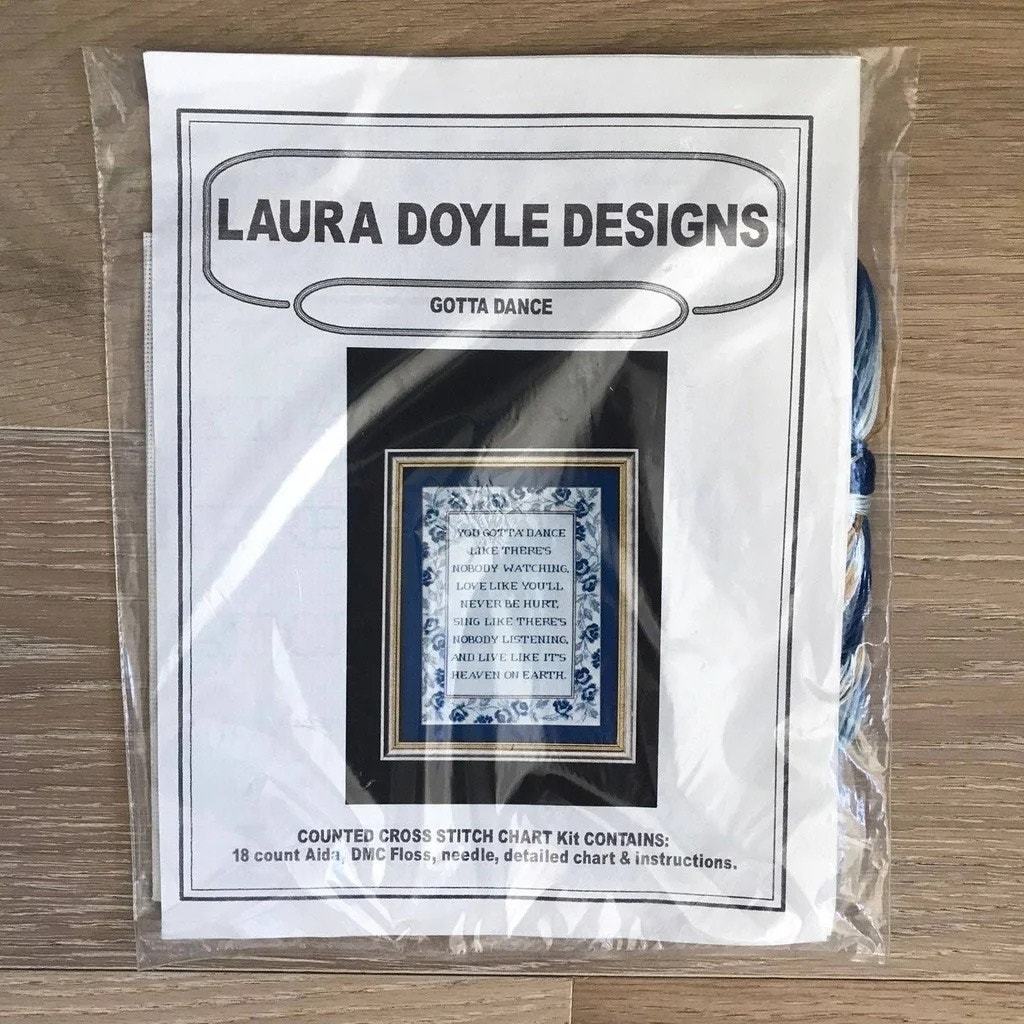 LAURA DOYLE DESIGNS
GOTTA DANCE
YOU GOTTA DANCE
LIKE THERE'S
NOBODY WATCHING,
LOVE LIKE YOU'LL
NEVER BE HURT,
SING LIKE THERE'S
NOBODY LISTENING,
AND LIVE LIKE IT'S
HEAVEN ON EARTH.
COUNTED CROSS STITCH CHART Kit CONTAINS:
18 count Aida, DMC Floss, needle, detailed chart & instructions.